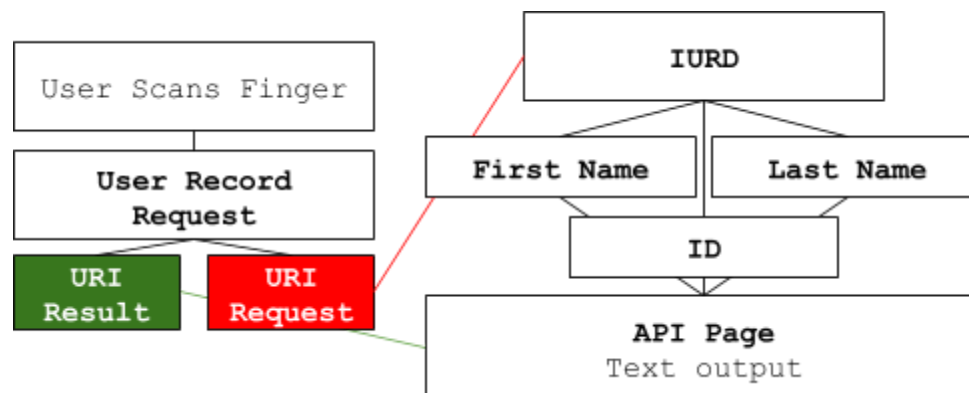 User Scans Finger
User Record
Request
URI
Result
URI
Request
IURD
First Name
Last Name
ID
API Page
Text output